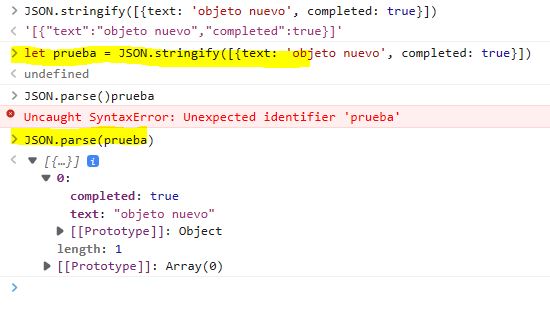 > JSON.stringify([{text: 'objeto nuevo', completed: true}])
< '[{"text":"objeto nuevo","completed":true}]'
> let prueba = JSON.stringify([{text: 'objeto nuevo', completed: true}])
< undefined
> JSON.parse()prueba
Uncaught SyntaxError: Unexpected identifier 'prueba'
> JSON.parse(prueba)
< ▼ [{…}] i
▼ 0:
completed: true
text: "objeto nuevo"
▶ [[Prototype]]: Object
length: 1
▶ [[Prototype]]: Array(0)
>